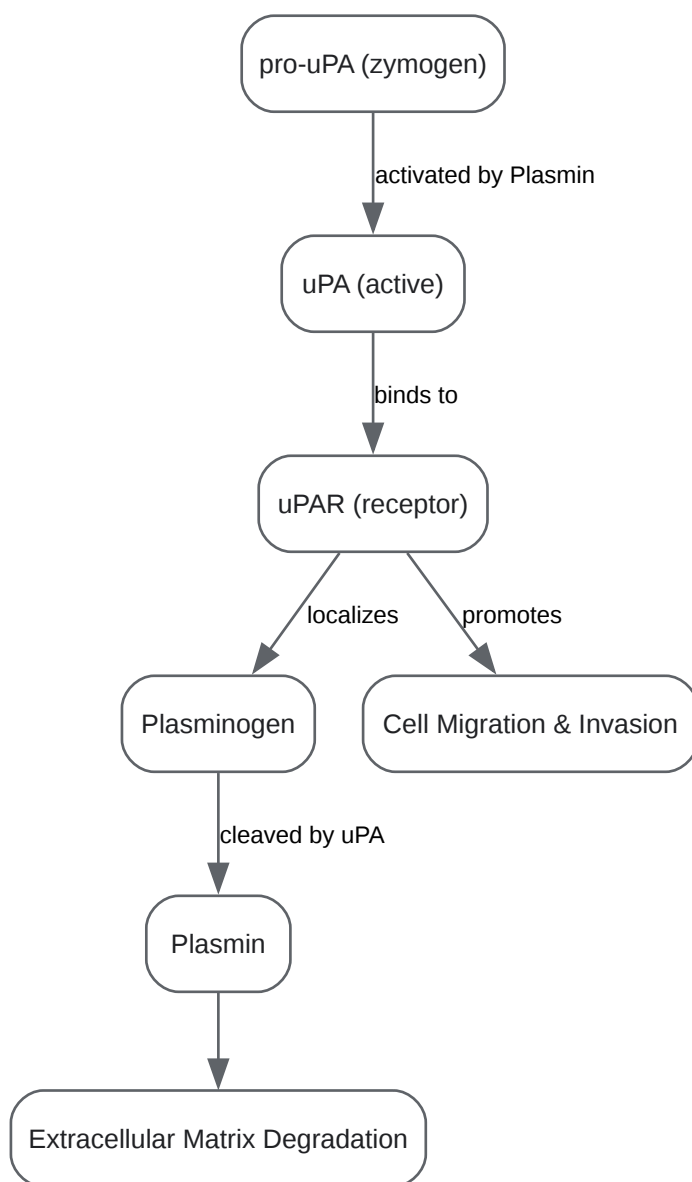 pro-uPA (zymogen)
activated by Plasmin
uPA (active)
binds to
uPAR (receptor)
localizes
promotes
Plasminogen
Cell Migration & Invasion
cleaved by uPA
Plasmin
Extracellular Matrix Degradation